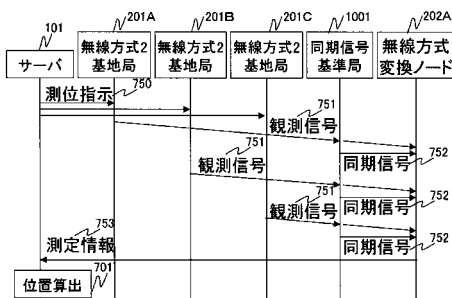 101
201A
201B
201C
1001
202A
サーバ
無線方式2
基地局
無線方式2
基地局
無線方式2
基地局
同期信号
基準局
無線方式
変換ノード
測位指示
750
751
観測信号
同期信号
752
751
観測信号
同期信号
752
751
観測信号
同期信号
752
753
測定情報
701
位置算出